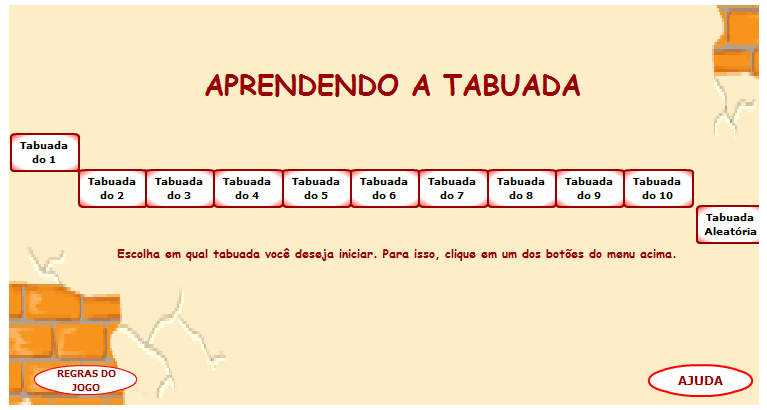 APRENDENDO A TABUADA
Tabuada
do 1
Tabuada
do 2
Tabuada
do 3
Tabuada
do 4
Tabuada
do 5
Tabuada
do 6
Tabuada
do 7
Tabuada
do 8
Tabuada
do 9
Tabuada
do 10
Tabuada
Aleatória
Escolha em qual tabuada você deseja iniciar. Para isso, clique em um dos botões do menu acima.
REGRAS DO
JOGO
AJUDA